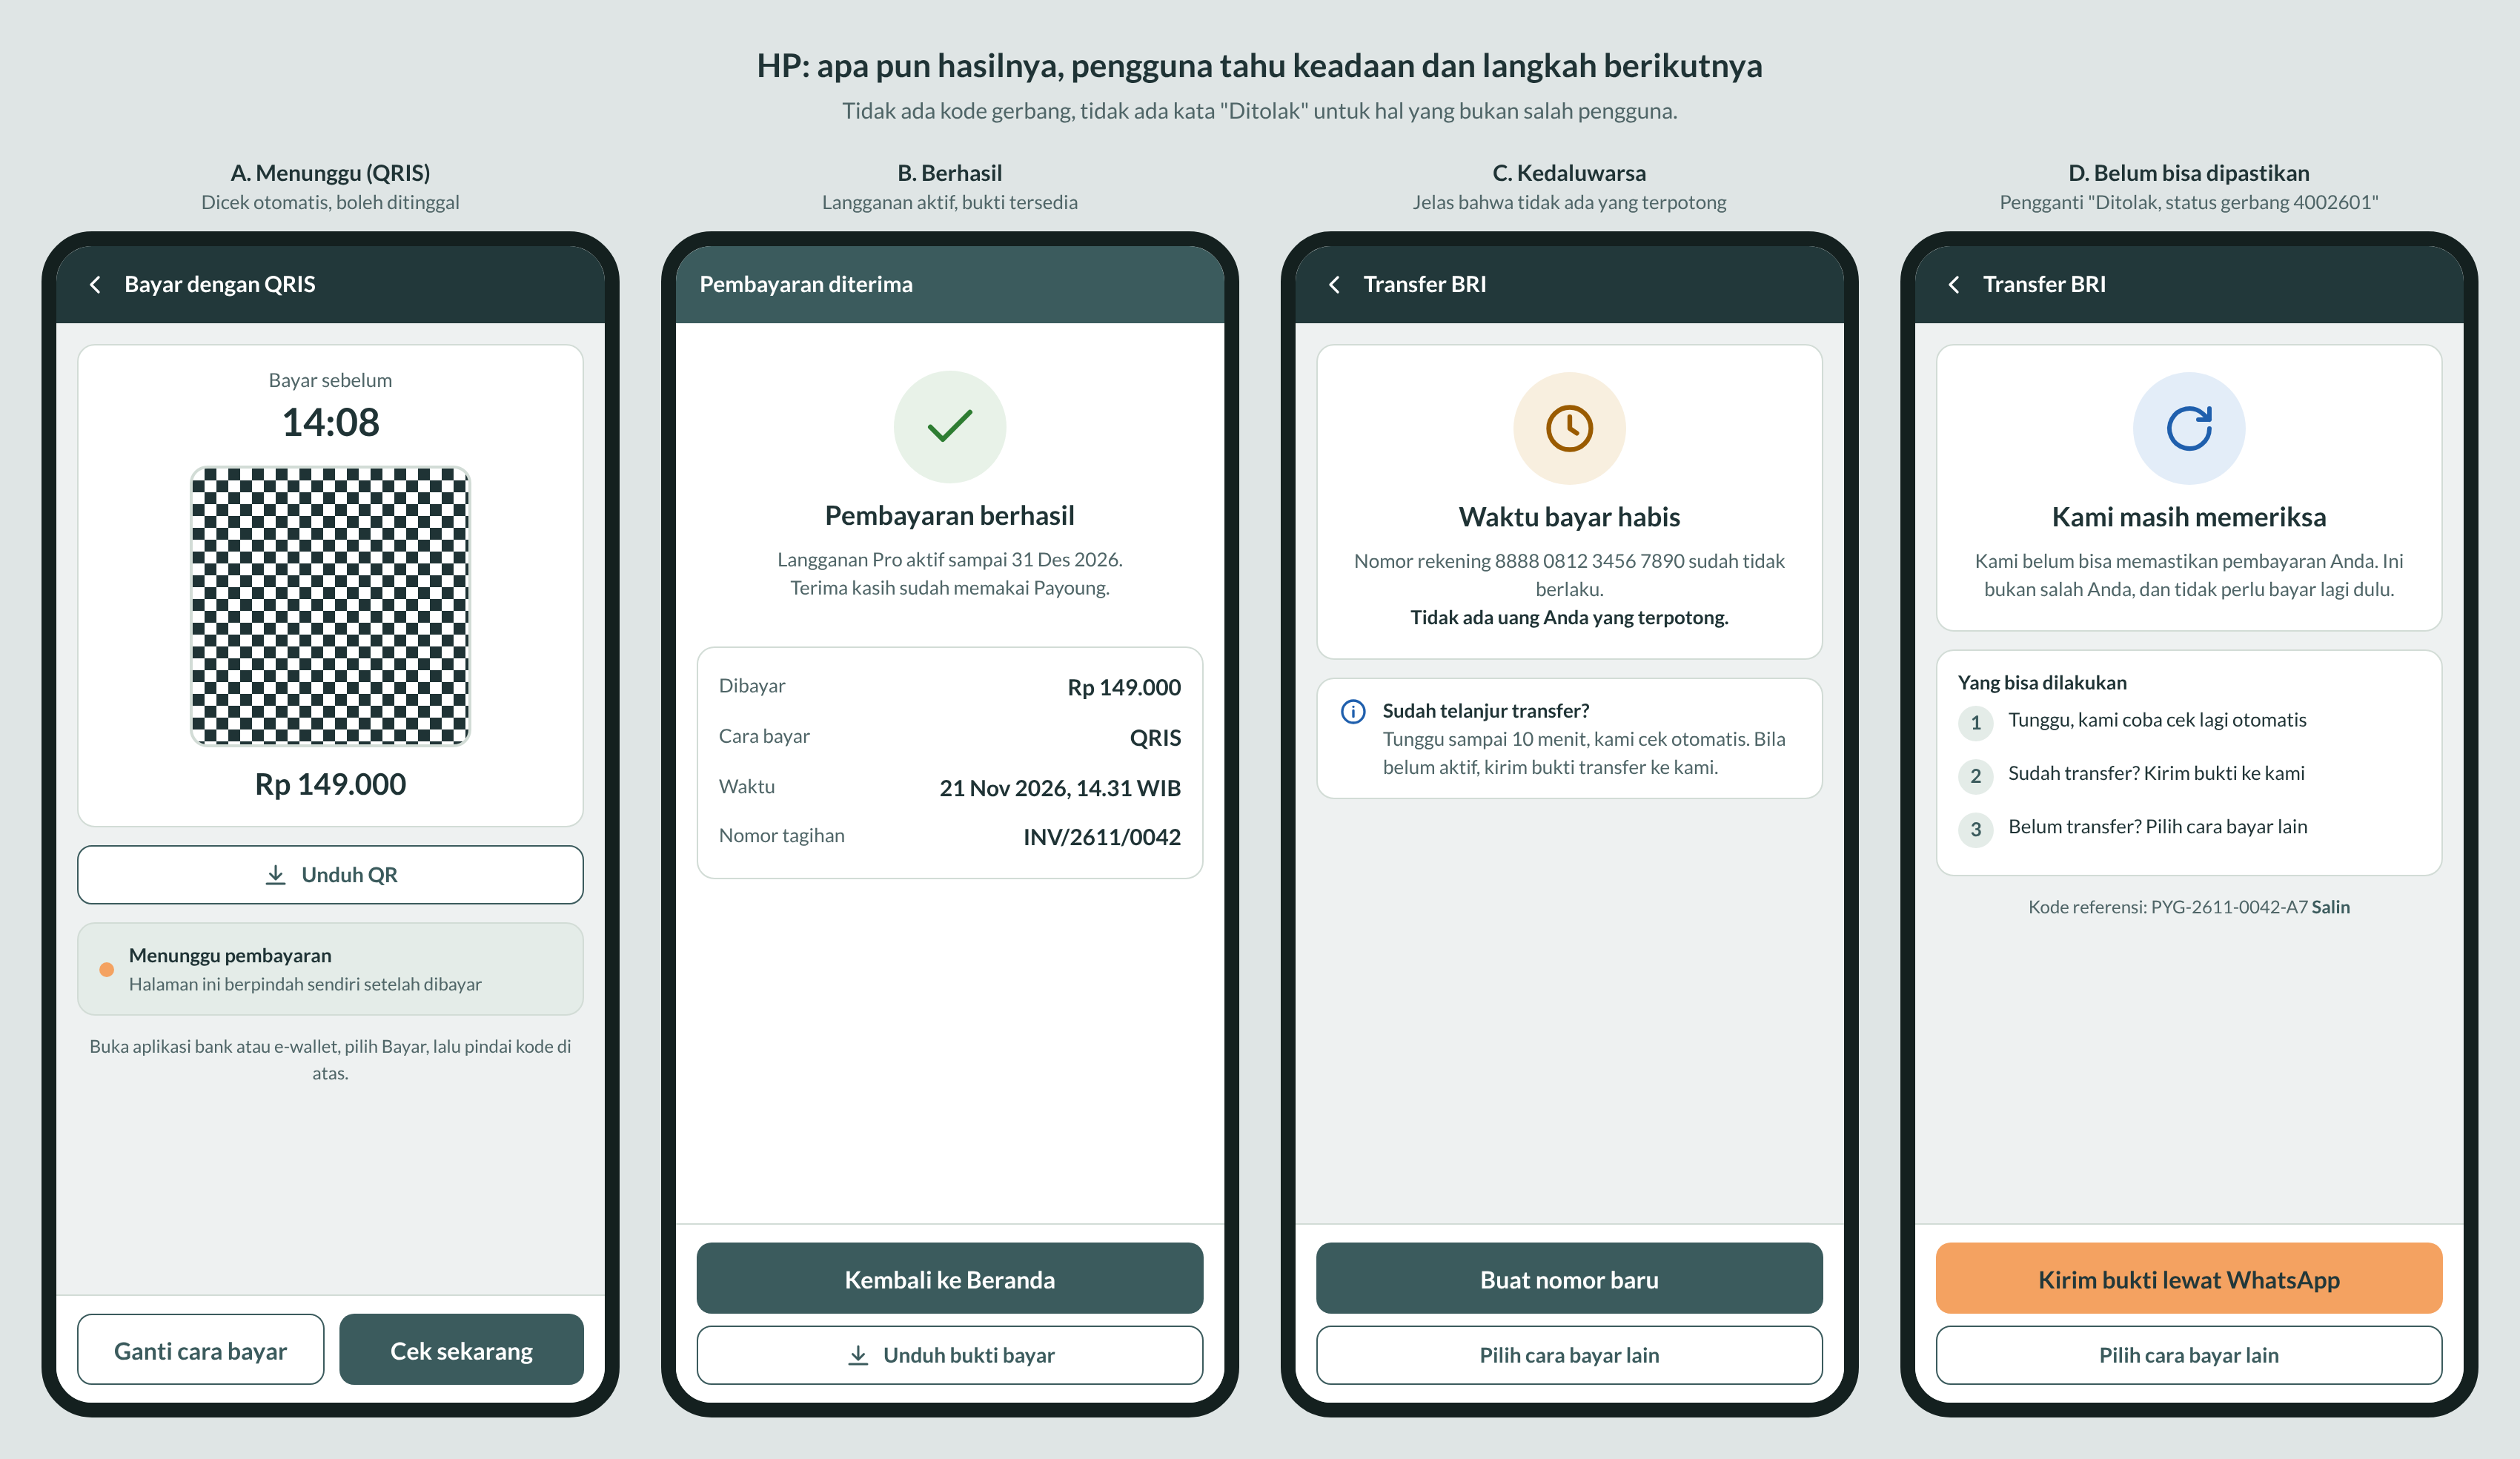 HP: apa pun hasilnya, pengguna tahu keadaan dan langkah berikutnya
Tidak ada kode gerbang, tidak ada kata "Ditolak" untuk hal yang bukan salah pengguna.
A. Menunggu (QRIS)
Dicek otomatis, boleh ditinggal
Bayar dengan QRIS
Bayar sebelum
14:08
Rp 149.000
Unduh QR
Menunggu pembayaran
Halaman ini berpindah sendiri setelah dibayar
Buka aplikasi bank atau e-wallet, pilih Bayar, lalu pindai kode di
atas.
Ganti cara bayar
Cek sekarang
B. Berhasil
Langganan aktif, bukti tersedia
Pembayaran diterima
Pembayaran berhasil
Langganan Pro aktif sampai 31 Des 2026.
Terima kasih sudah memakai Payoung.
Dibayar Rp 149.000
Cara bayar QRIS
Waktu 21 Nov 2026, 14.31 WIB
Nomor tagihan INV/2611/0042
Kembali ke Beranda
Unduh bukti bayar
C. Kedaluwarsa
Jelas bahwa tidak ada yang terpotong
Transfer BRI
Waktu bayar habis
Nomor rekening 8888 0812 3456 7890 sudah tidak
berlaku.
Tidak ada uang Anda yang terpotong.
Sudah telanjur transfer?
Tunggu sampai 10 menit, kami cek otomatis. Bila
belum aktif, kirim bukti transfer ke kami.
Buat nomor baru
Pilih cara bayar lain
D. Belum bisa dipastikan
Pengganti "Ditolak, status gerbang 4002601"
Transfer BRI
Kami masih memeriksa
Kami belum bisa memastikan pembayaran Anda. Ini
bukan salah Anda, dan tidak perlu bayar lagi dulu.
Yang bisa dilakukan
1 Tunggu, kami coba cek lagi otomatis
2 Sudah transfer? Kirim bukti ke kami
3 Belum transfer? Pilih cara bayar lain
Kode referensi: PYG-2611-0042-A7 Salin
Kirim bukti lewat WhatsApp
Pilih cara bayar lain